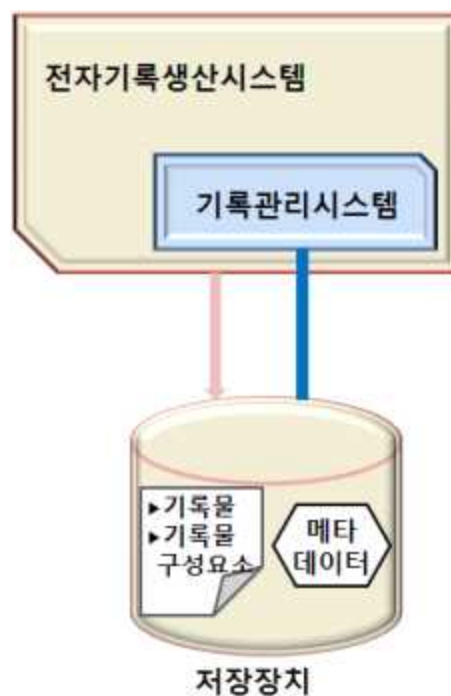 전자기록생산시스템
기록관리시스템
▶기록물
▶기록물
구성요소
메타
데이터
저장장치